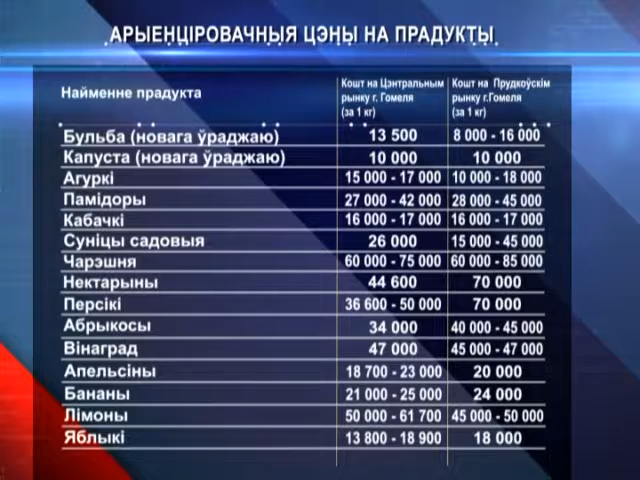 АРЫЕНЦІРОВАЧНЫЯ ЦЭНЫ НА ПРАДУКТЫ
Найменне прадукта Кошт на Цэнтральным рынку г. Гомеля (за 1 кг) Кошт на Прудкоўскім рынку г.Гомеля (за 1 кг)
Бульба (новага ўраджаю) 13 500 8 000 - 16 000
Капуста (новага ўраджаю) 10 000 10 000
Агуркі 15 000 - 17 000 10 000 - 18 000
Памідоры 27 000 - 42 000 28 000 - 45 000
Кабачкі 16 000 - 17 000 16 000 - 17 000
Суніцы садовыя 26 000 15 000 - 45 000
Чарэшня 60 000 - 75 000 60 000 - 85 000
Нектарыны 44 600 70 000
Персікі 36 600 - 50 000 70 000
Абрыкосы 34 000 40 000 - 45 000
Вінаград 47 000 45 000 - 47 000
Апельсіны 18 700 - 23 000 20 000
Бананы 21 000 - 25 000 24 000
Лімоны 50 000 - 61 700 45 000 - 50 000
Яблыкі 13 800 - 18 900 18 000